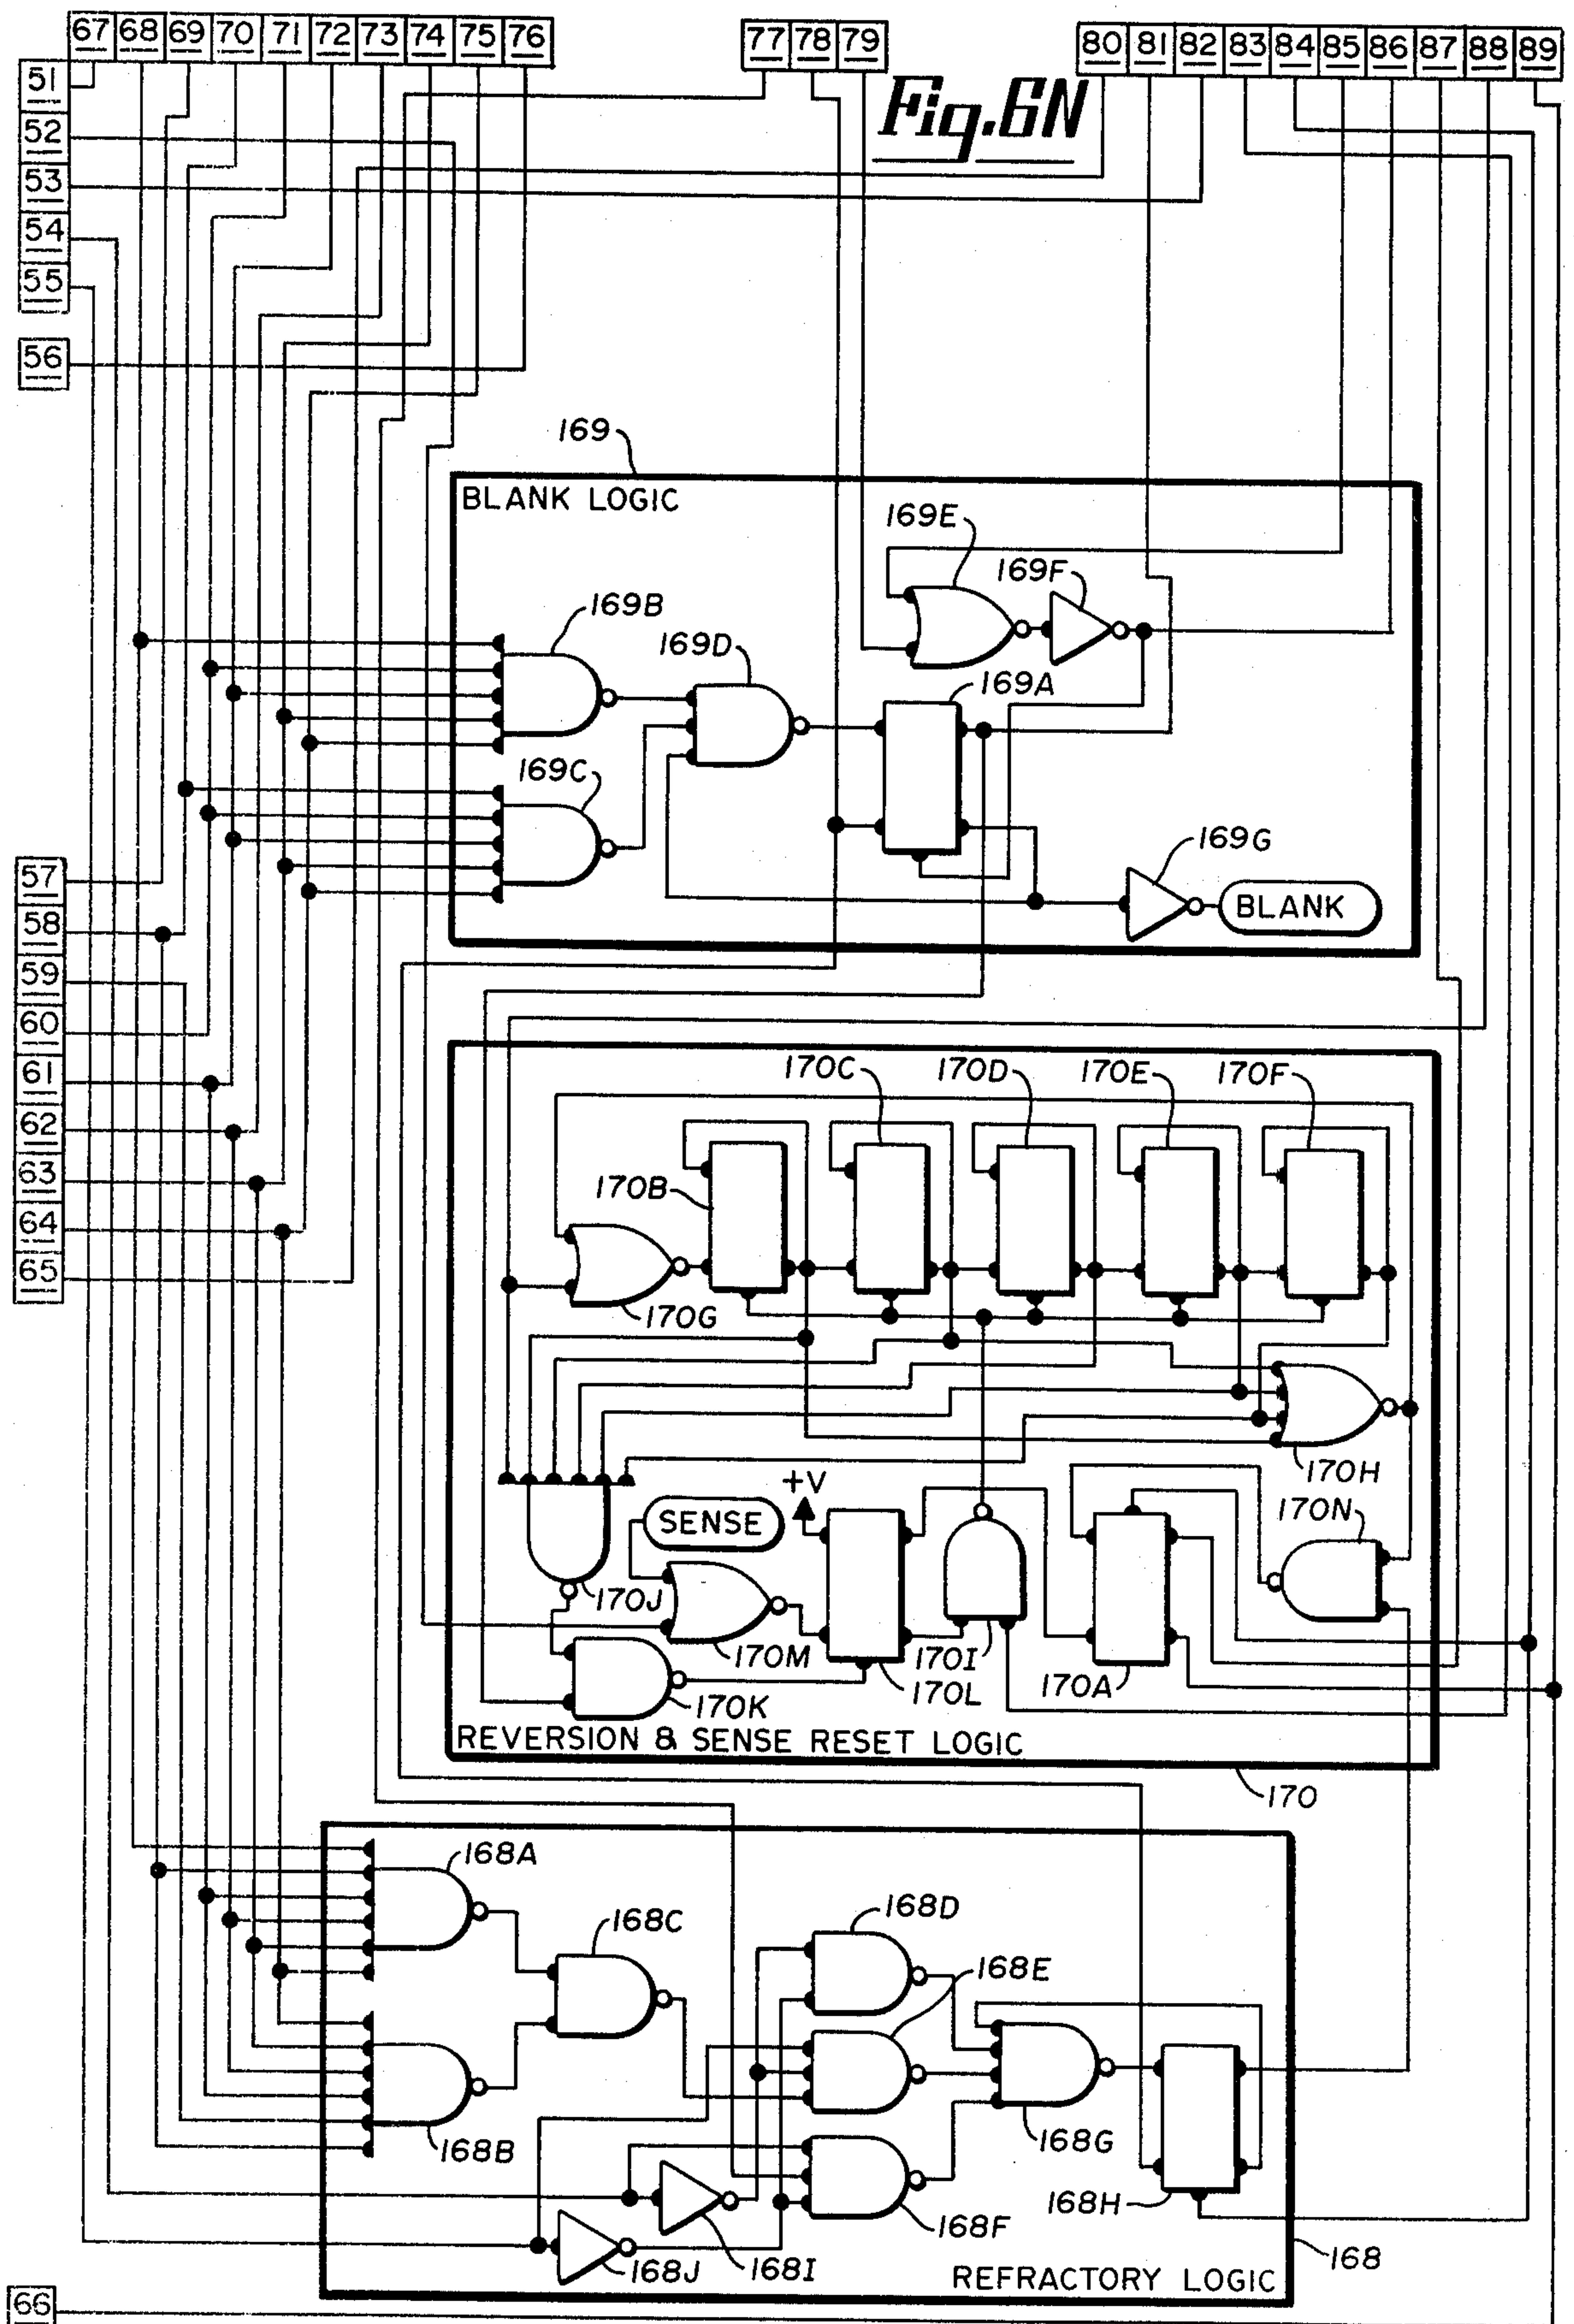 67 68 69 70 71 72 73 74 75 76 77 78 79 80 81 82 83 84 85 86 87 88 89
51
Fig. 6N
52
53
54
55
56
169
BLANK LOGIC
169E
169F
169B
169D
169A
169C
169G
57
BLANK
58
59
60
61
170C 170D 170E 170F
62
63
170B
64
65
170G
170H
+V
SENSE
170N
170J
170M 170I 170A
170L
170K
REVERSION & SENSE RESET LOGIC
170
168A
168C
168D
168E
168B
168G
168H
168F
168J 168I
168
REFRACTORY LOGIC
66